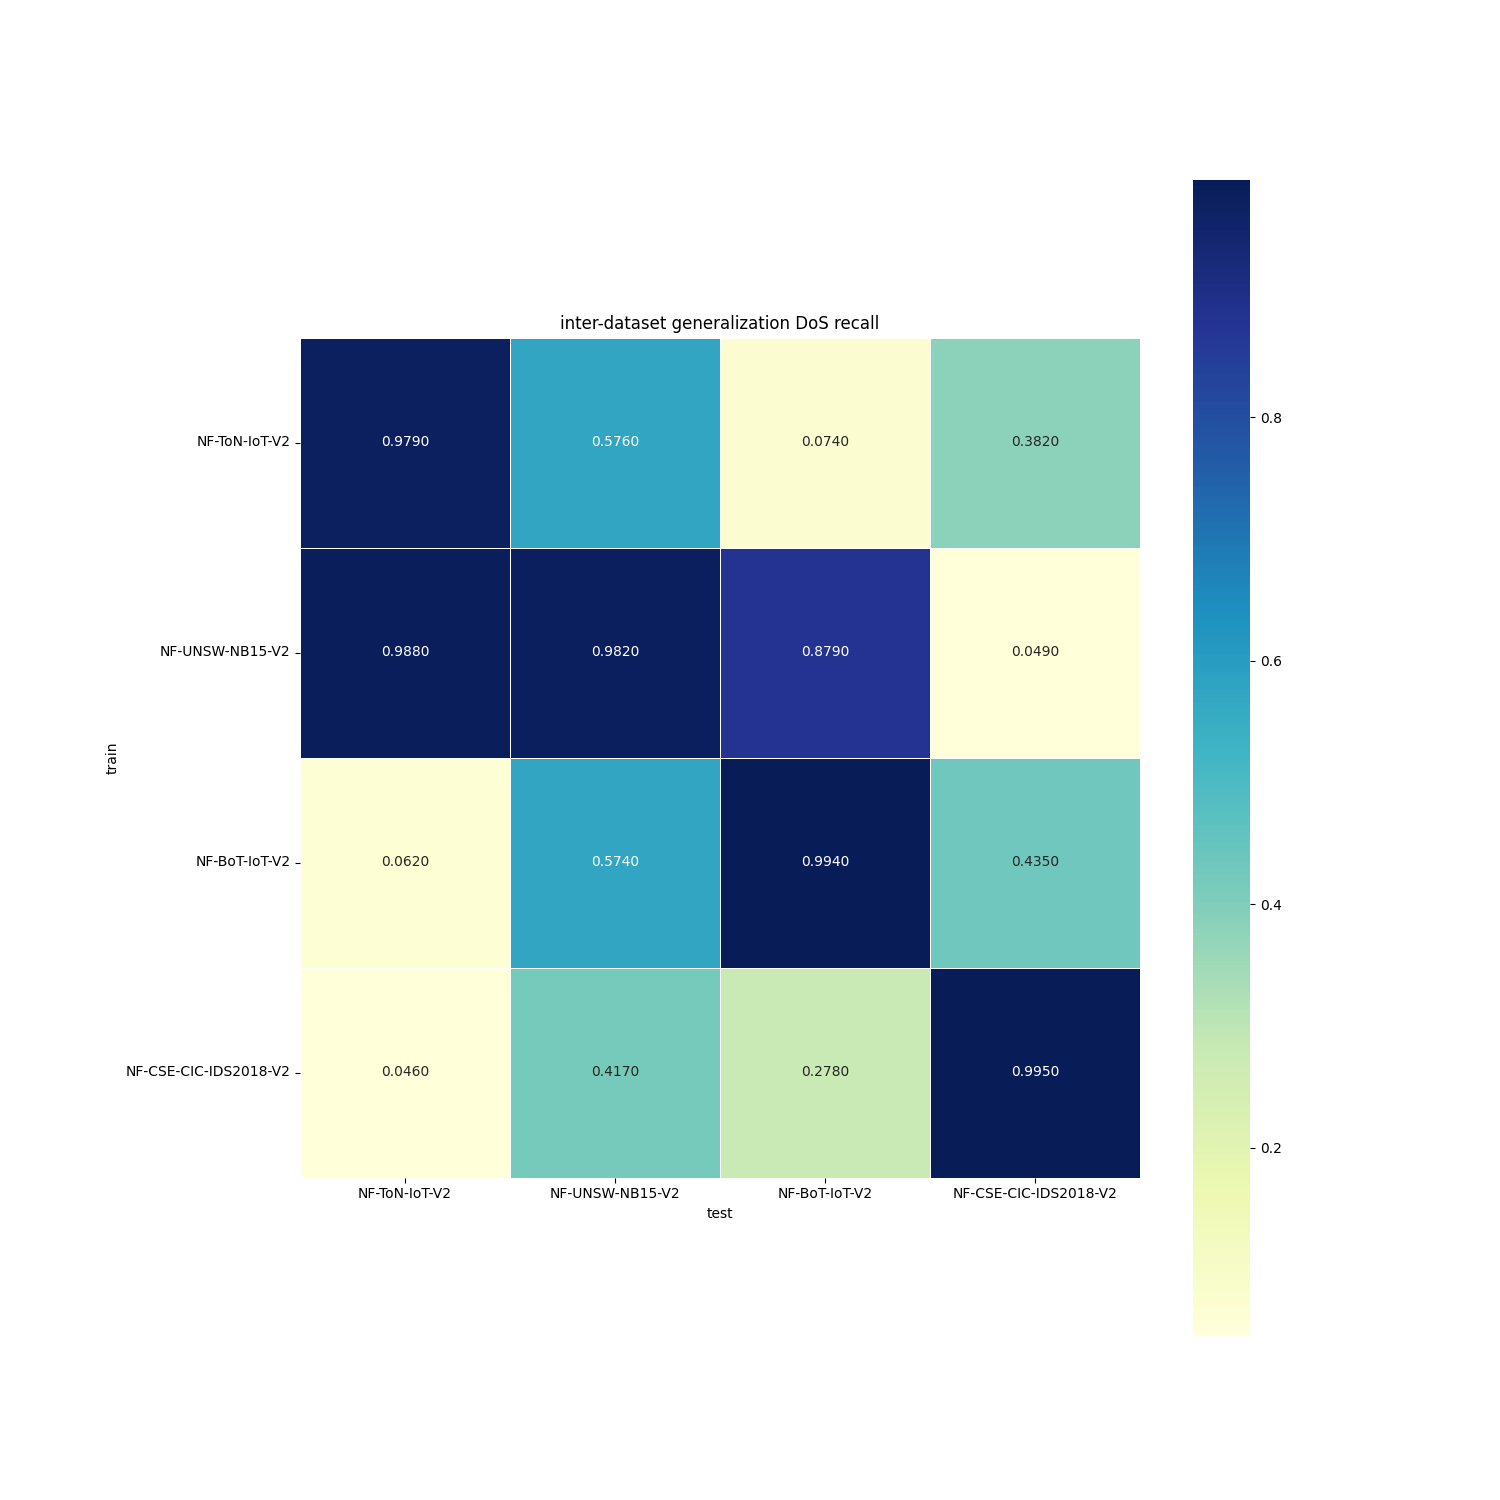 inter-dataset generalization DoS recall
train
NF-ToN-IoT-V2 0.9790 0.5760 0.0740 0.3820
NF-UNSW-NB15-V2 0.9880 0.9820 0.8790 0.0490
NF-BoT-IoT-V2 0.0620 0.5740 0.9940 0.4350
NF-CSE-CIC-IDS2018-V2 0.0460 0.4170 0.2780 0.9950
NF-ToN-IoT-V2 NF-UNSW-NB15-V2 NF-BoT-IoT-V2 NF-CSE-CIC-IDS2018-V2
test
0.8
0.6
0.4
0.2